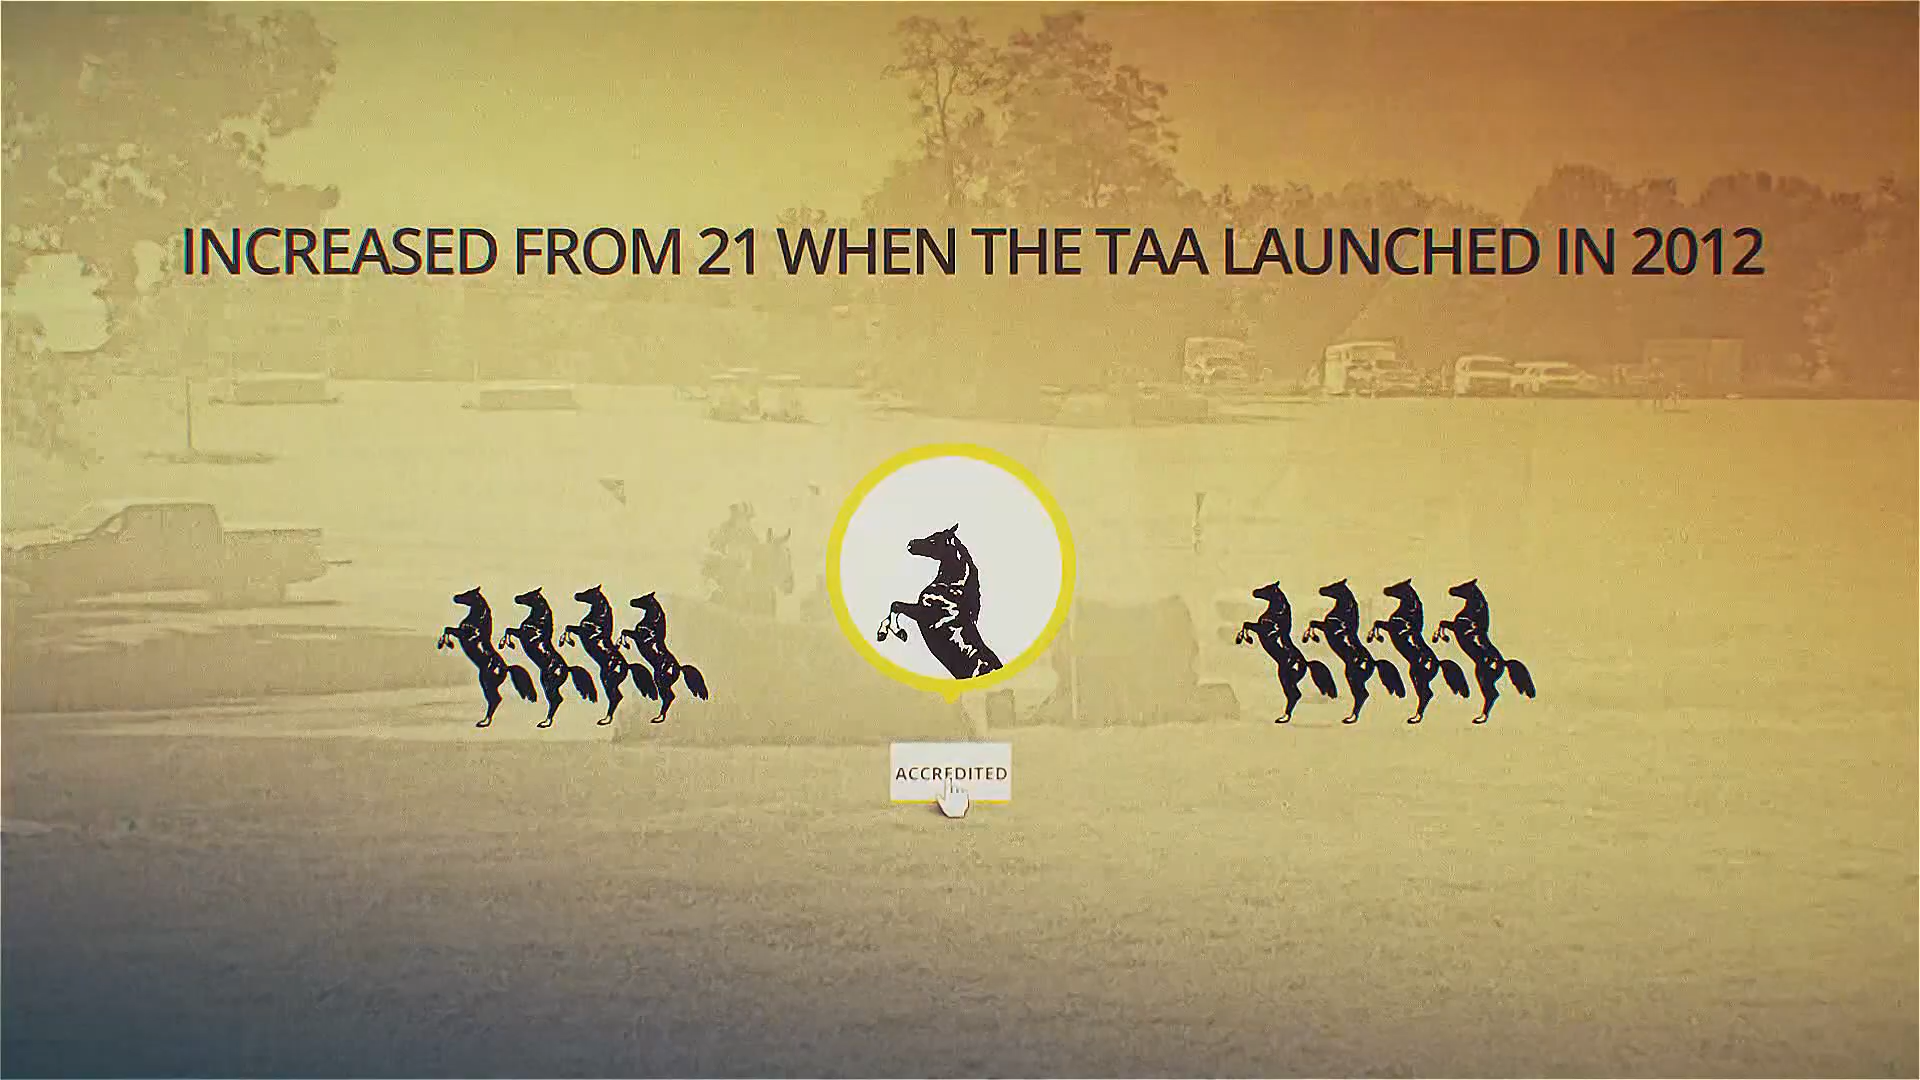 INCREASED FROM 21 WHEN THE TAA LAUNCHED IN 2012
ACCREDITED